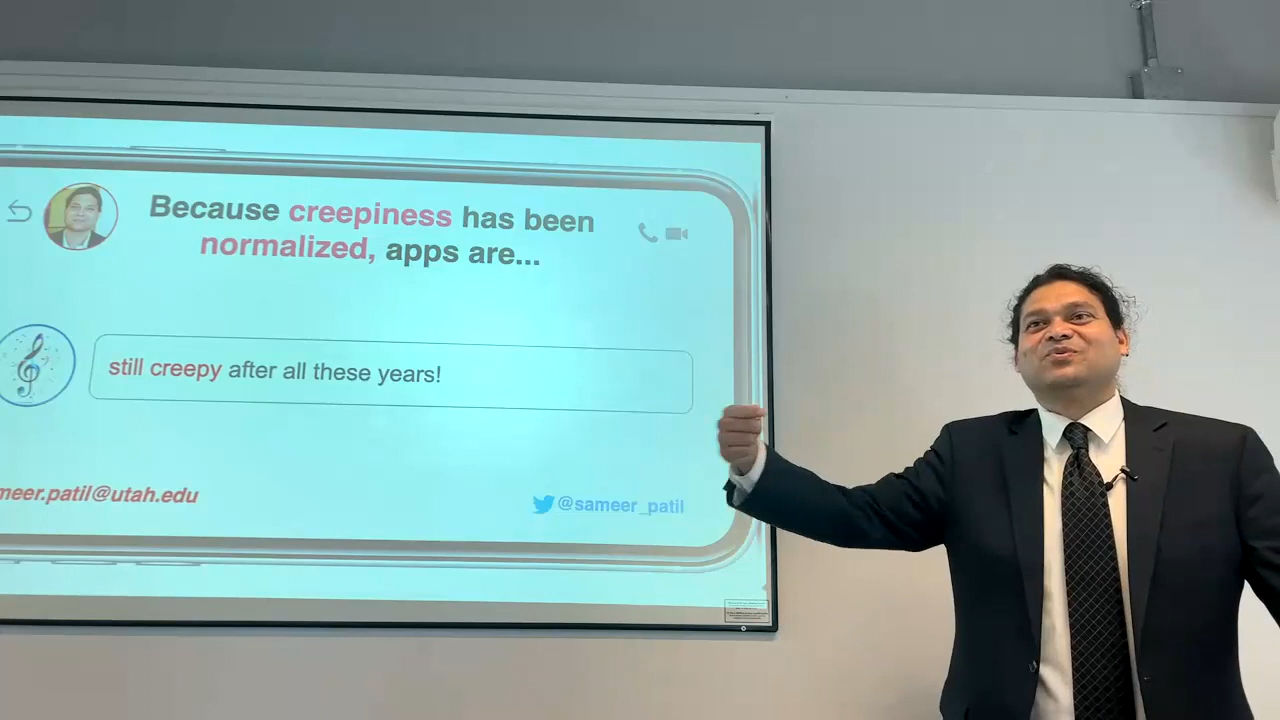 Because creepiness has been
normalized, apps are...
still creepy after all these years!
meer.patil@utah.edu
@sameer_patil